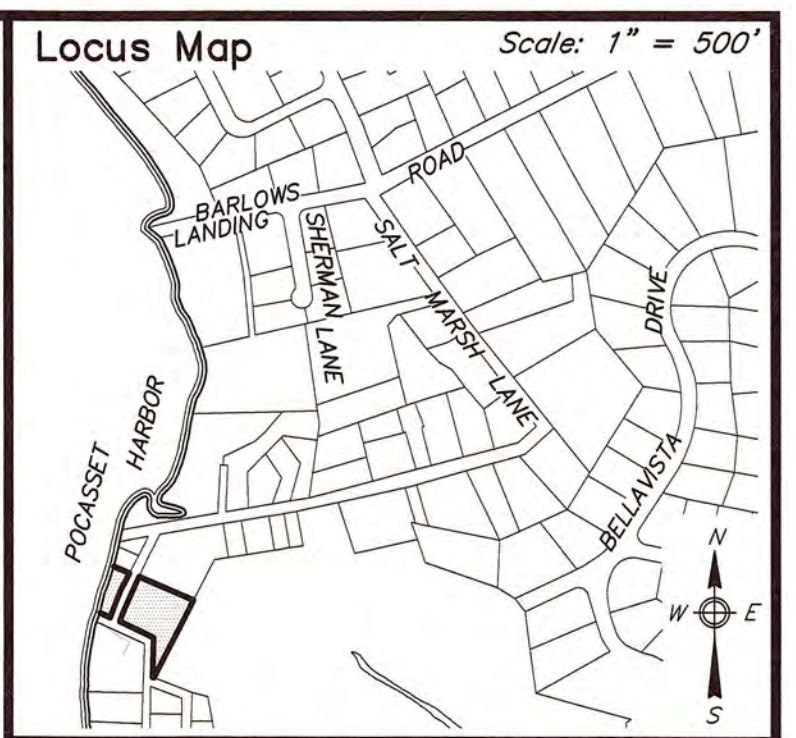 Locus Map
Scale: 1" = 500'
BARLOWS
LANDING
ROAD
SHERMAN LANE
SALT MARSH LANE
DRIVE
BELLAVISTA
POCASSET
HARBOR
N
W
E
S